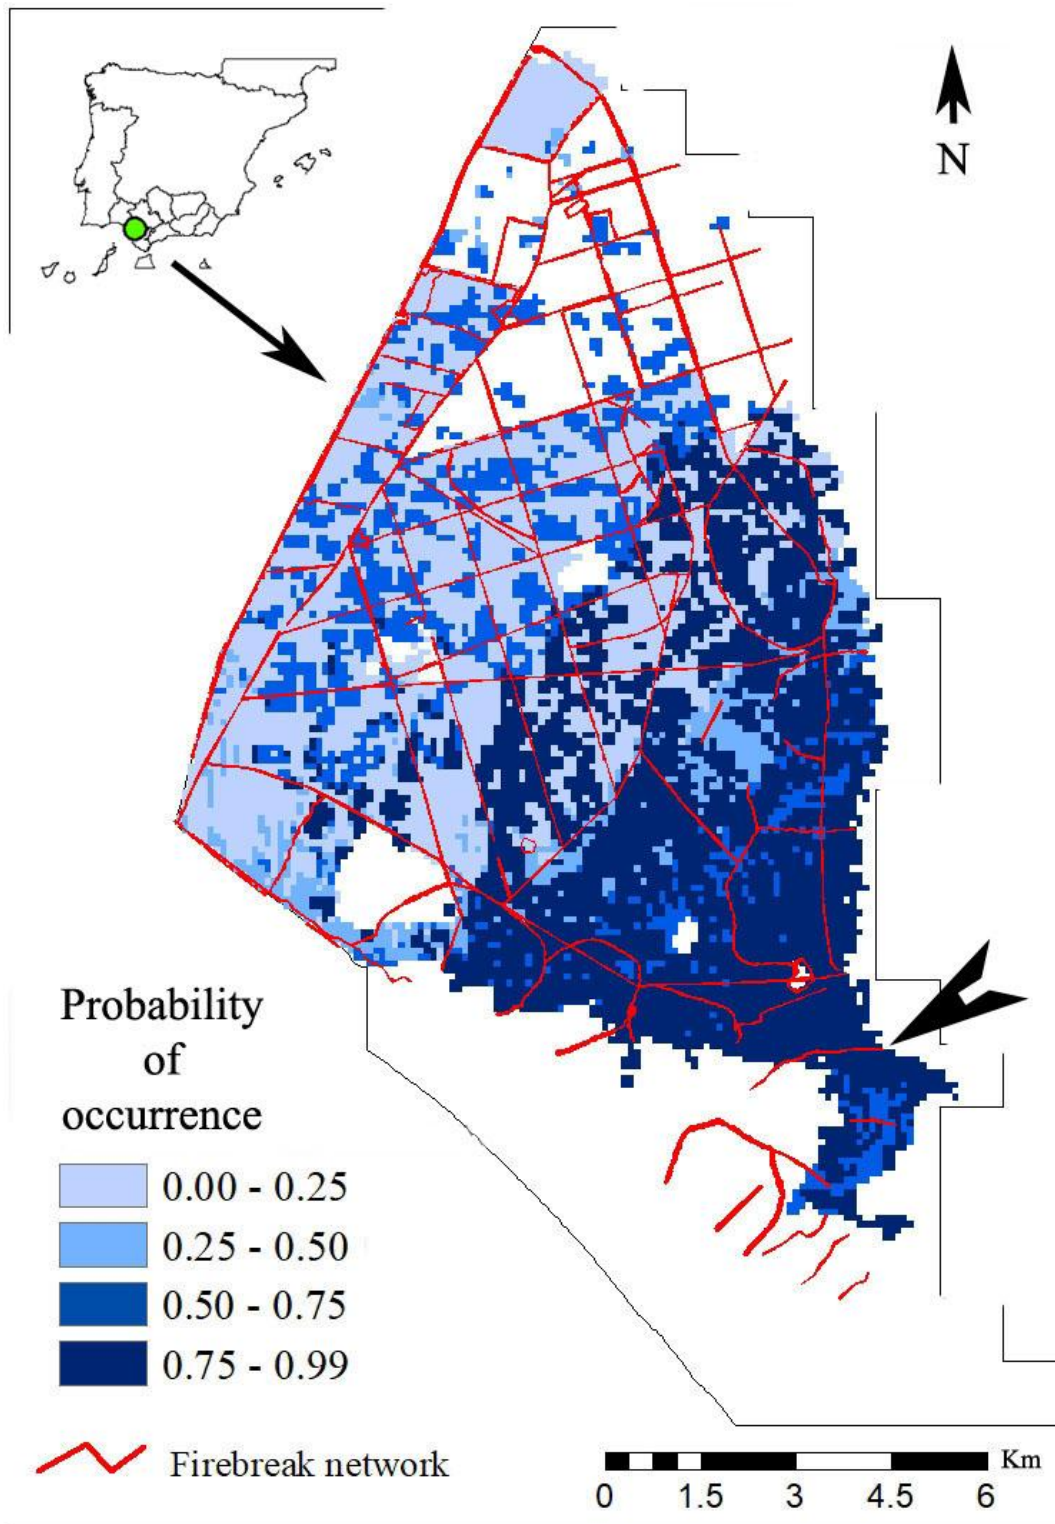 N
Probability
of
occurrence
0.00 - 0.25
0.25 - 0.50
0.50 - 0.75
0.75 - 0.99
Firebreak network
Km
0 1.5 3 4.5 6